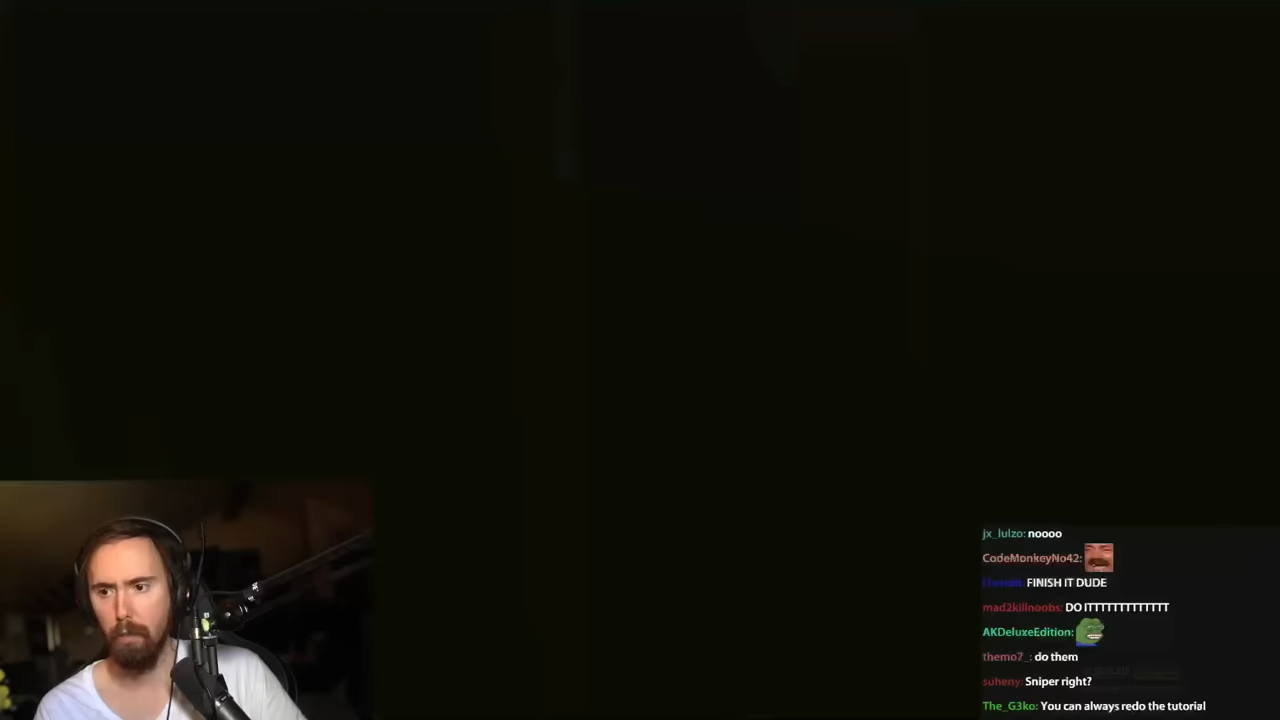 jx_lulzo: noooo
CodeMonkeyNo42:
FINISH IT DUDE
mad2killnoobs: DO ITTTTTTTTTTTTT
AKDeluxeEdition:
themo7_: do them
suheny: Sniper right?
The_G3ko: You can always redo the tutorial